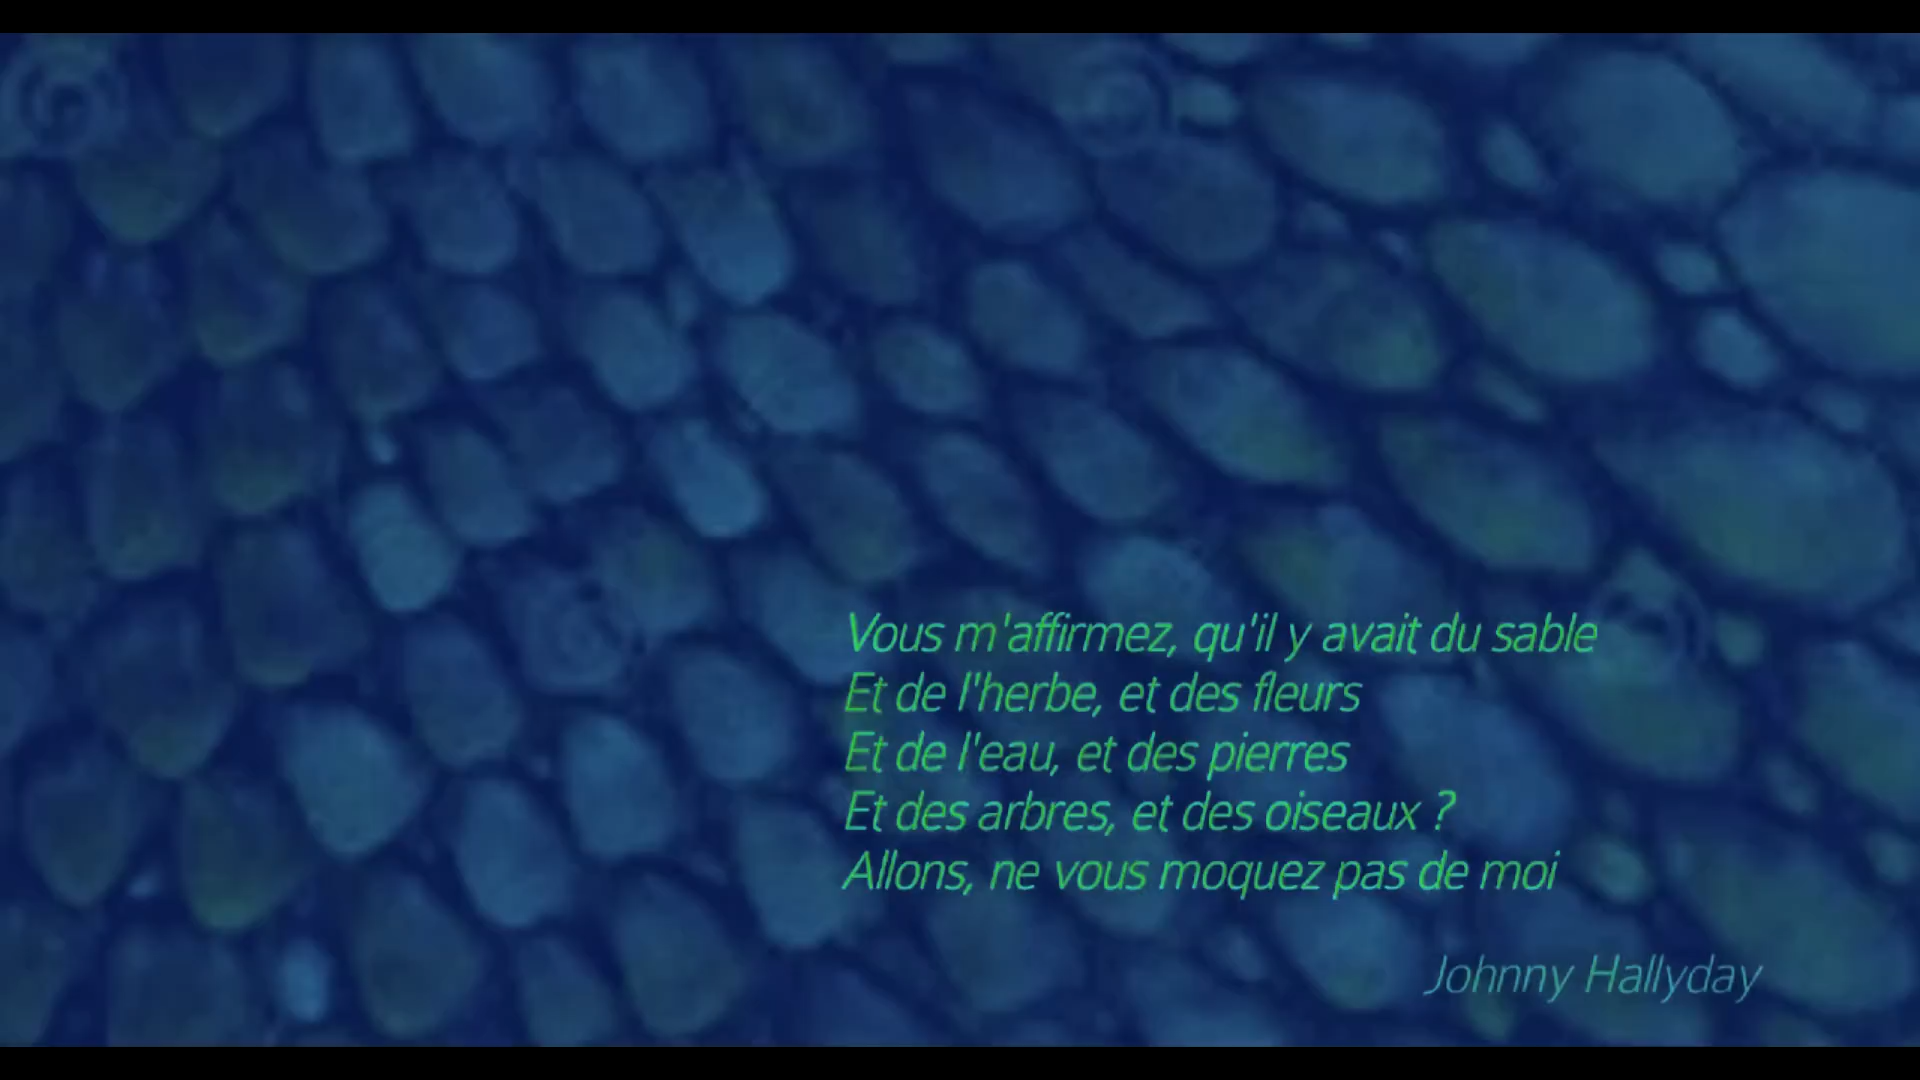 Vous m'affirmez, qu'il y avait du sable
Et de l'herbe, et des fleurs
Et de l'eau, et des pierres
Et des arbres, et des oiseaux ?
Allons, ne vous moquez pas de moi
Johnny Hallyday